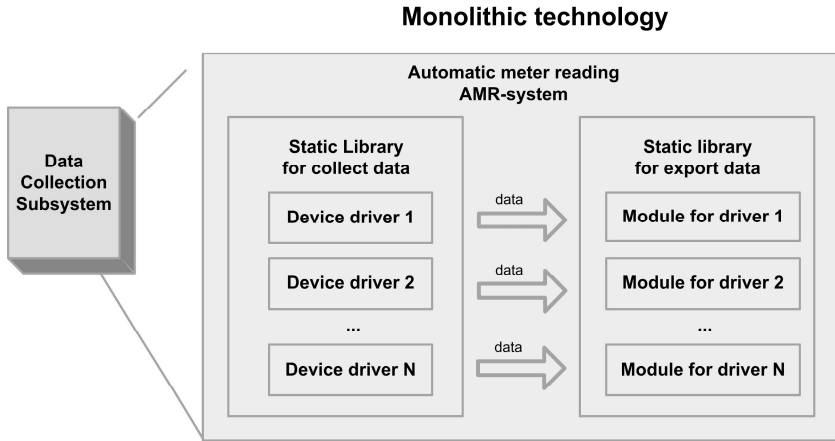 Monolithic technology
Automatic meter reading
AMR-system
Data
Collection
Subsystem
Static Library
for collect data
Device driver 1
Device driver 2
...
Device driver N
data
data
data
Static library
for export data
Module for driver 1
Module for driver 2
...
Module for driver N